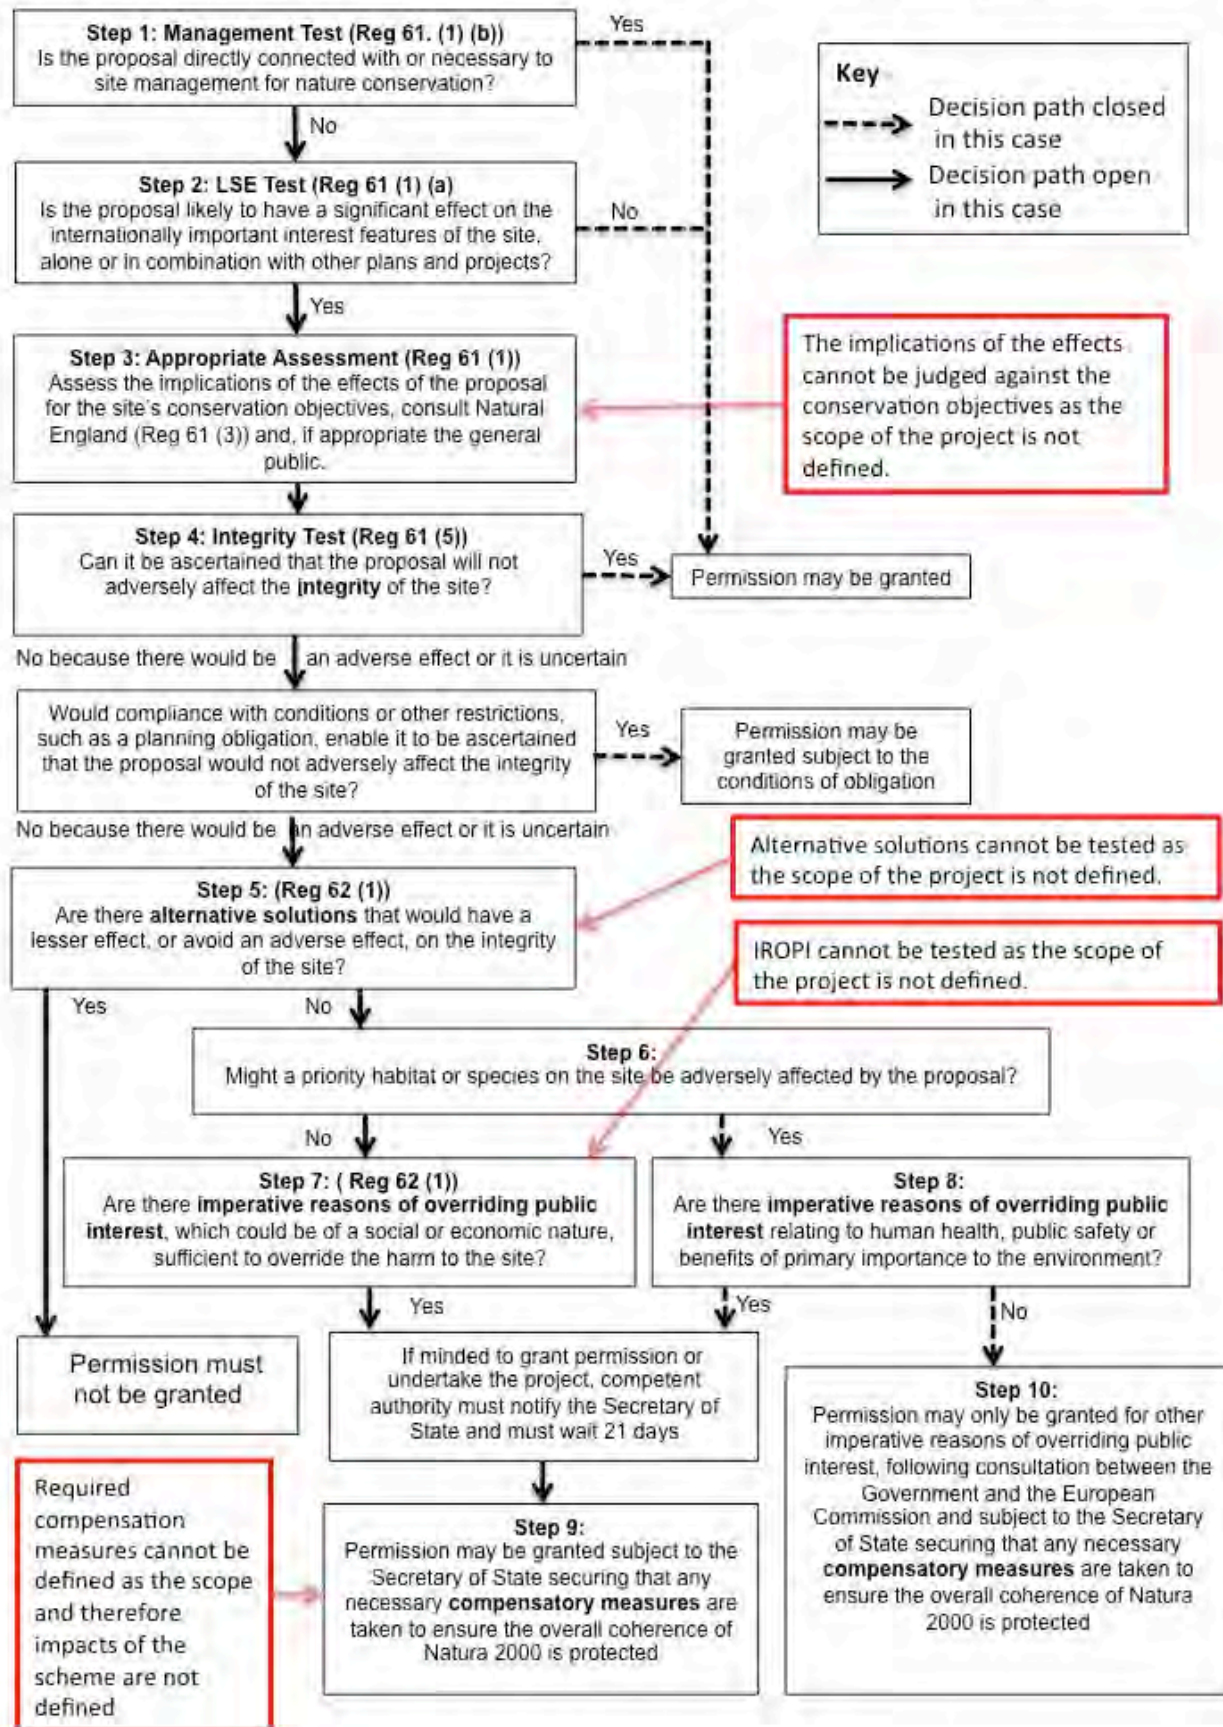 Step 1: Management Test (Reg 61. (1) (b))
Is the proposal directly connected with or necessary to
site management for nature conservation?
Yes
Key
Decision path closed
in this case
Decision path open
in this case
No
Step 2: LSE Test (Reg 61 (1) (a)
Is the proposal likely to have a significant effect on the
internationally important interest features of the site,
alone or in combination with other plans and projects?
No
Yes
Step 3: Appropriate Assessment (Reg 61 (1))
Assess the implications of the effects of the proposal
for the site's conservation objectives, consult Natural
England (Reg 61 (3)) and, if appropriate the general
public.
The implications of the effects
cannot be judged against the
conservation objectives as the
scope of the project is not
defined.
Step 4: Integrity Test (Reg 61 (5))
Can it be ascertained that the proposal will not
adversely affect the integrity of the site?
Yes
Permission may be granted
No because there would be an adverse effect or it is uncertain
Would compliance with conditions or other restrictions,
such as a planning obligation, enable it to be ascertained
that the proposal would not adversely affect the integrity
of the site?
Yes
Permission may be
granted subject to the
conditions of obligation
No because there would be an adverse effect or it is uncertain
Alternative solutions cannot be tested as
the scope of the project is not defined.
Step 5: (Reg 62 (1))
Are there alternative solutions that would have a
lesser effect, or avoid an adverse effect, on the integrity
of the site?
IROPI cannot be tested as the scope of
the project is not defined.
Yes
No
Step 6:
Might a priority habitat or species on the site be adversely affected by the proposal?
No
Yes
Step 7: ( Reg 62 (1))
Are there imperative reasons of overriding public
interest, which could be of a social or economic nature,
sufficient to override the harm to the site?
Step 8:
Are there imperative reasons of overriding public
interest relating to human health, public safety or
benefits of primary importance to the environment?
Yes
Yes
No
Permission must
not be granted
If minded to grant permission or
undertake the project, competent
authority must notify the Secretary of
State and must wait 21 days
Step 10:
Permission may only be granted for other
imperative reasons of overriding public
interest, following consultation between the
Government and the European
Commission and subject to the Secretary
of State securing that any necessary
compensatory measures are taken to
ensure the overall coherence of Natura
2000 is protected
Required
compensation
measures cannot be
defined as the scope
and therefore
impacts of the
scheme are not
defined
Step 9:
Permission may be granted subject to the
Secretary of State securing that any
necessary compensatory measures are
taken to ensure the overall coherence of
Natura 2000 is protected